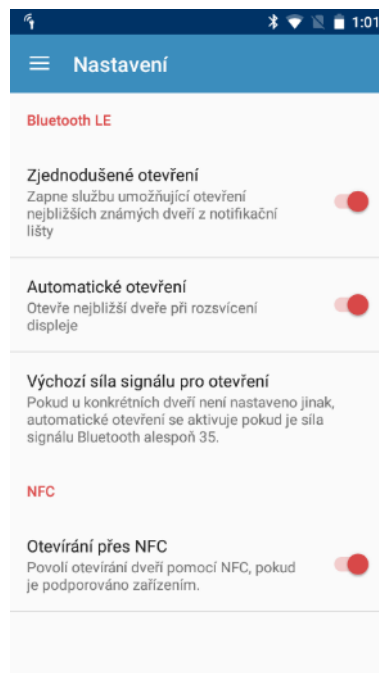 1:01
Nastavení
Bluetooth LE
Zjednodušené otevření
Zapne službu umožňující otevření
nejbližších známých dveří z notifikační
lišty
Automatické otevření
Otevře nejbližší dveře při rozsvícení
displeje
Výchozí síla signálu pro otevření
Pokud u konkrétních dveří není nastaveno jinak,
automatické otevření se aktivuje pokud je síla
signálu Bluetooth alespoň 35.
NFC
Otevírání přes NFC
Povolí otevírání dveří pomocí NFC, pokud
je podporováno zařízením.